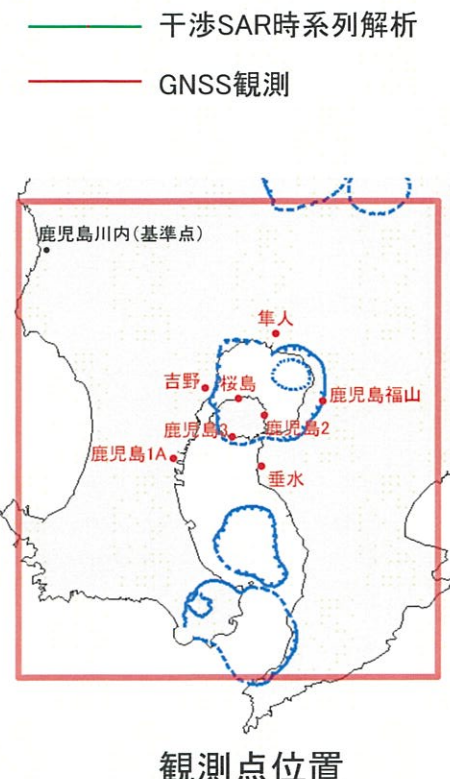 干渉SAR時系列解析
GNSS観測
鹿児島川内(基準点)
隼人
吉野
桜島
鹿児島福山
鹿児島3
鹿児島2
鹿児島1A
垂水
観測点位置